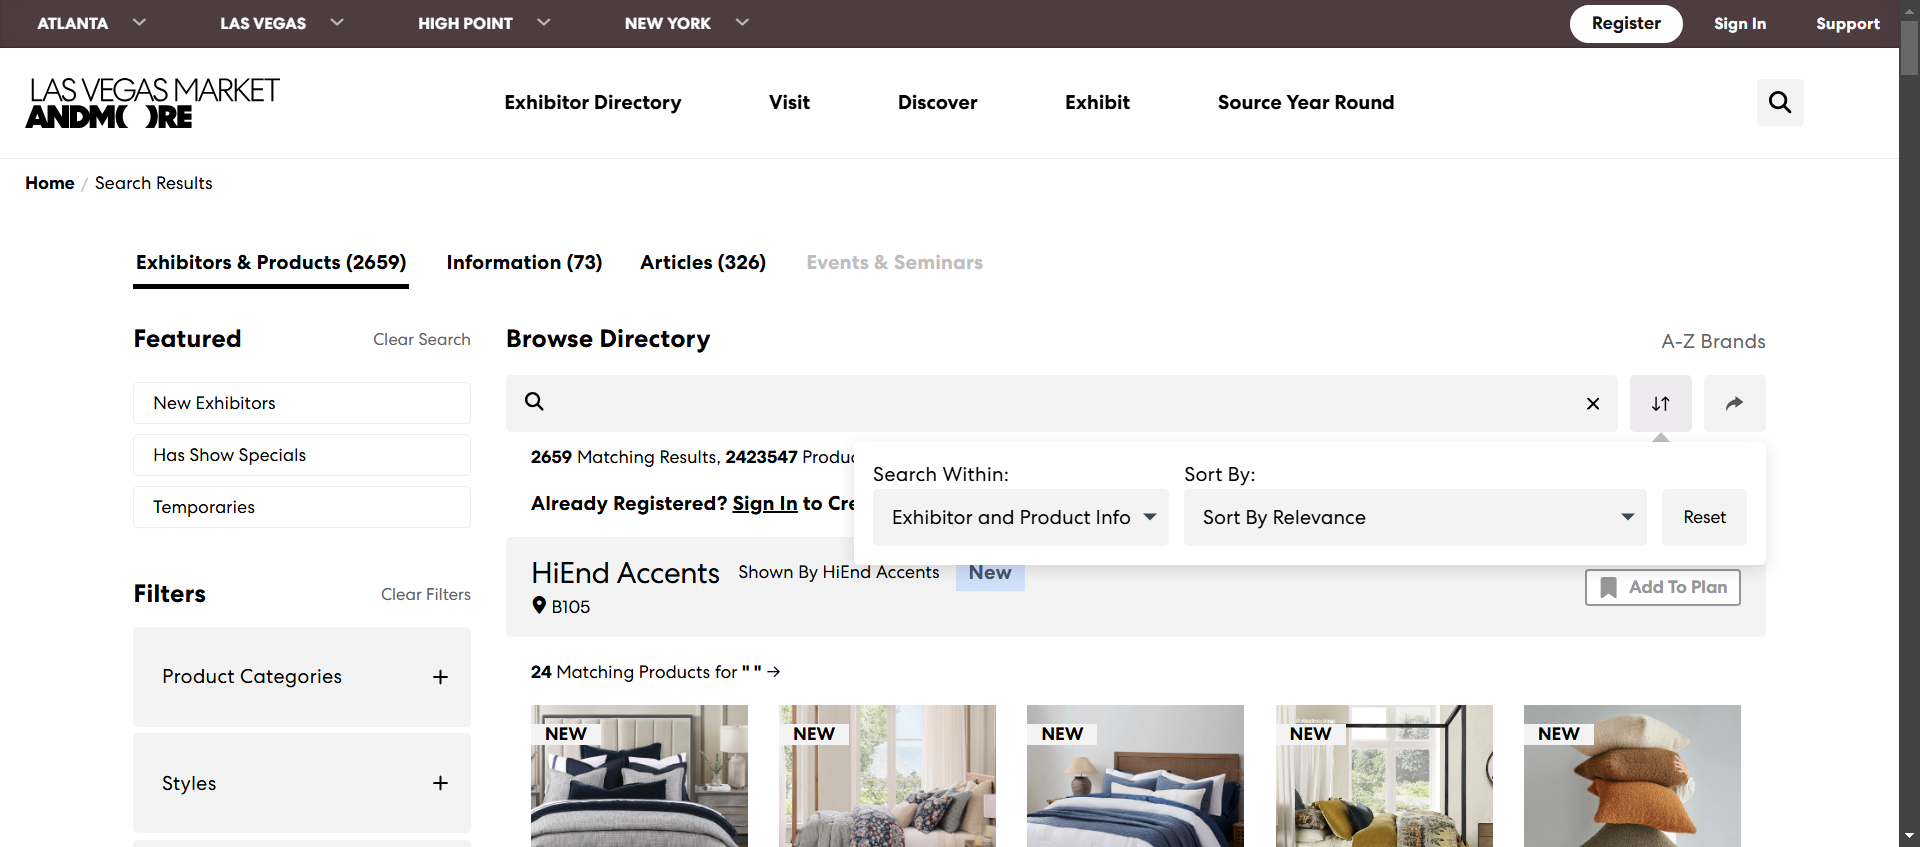 ATLANTA
LAS VEGAS
HIGH POINT
NEW YORK
Register
Sign In
Support
LAS VEGAS MARKET
ANDMORE
Exhibitor Directory
Visit
Discover
Exhibit
Source Year Round
Home / Search Results
Exhibitors & Products (2659)
Information (73)
Articles (326)
Events & Seminars
Featured
Clear Search
New Exhibitors
Has Show Specials
Temporaries
Filters
Clear Filters
Product Categories
Styles
Browse Directory
A-Z Brands
2659 Matching Results, 2423547
Already Registered? Sign In to
Search Within:
Exhibitor and Product Info
Sort By:
Sort By Relevance
Reset
HiEnd Accents
Shown By HiEnd Accents
New
B105
Add To Plan
24 Matching Products for " " →
NEW
NEW
NEW
NEW
NEW